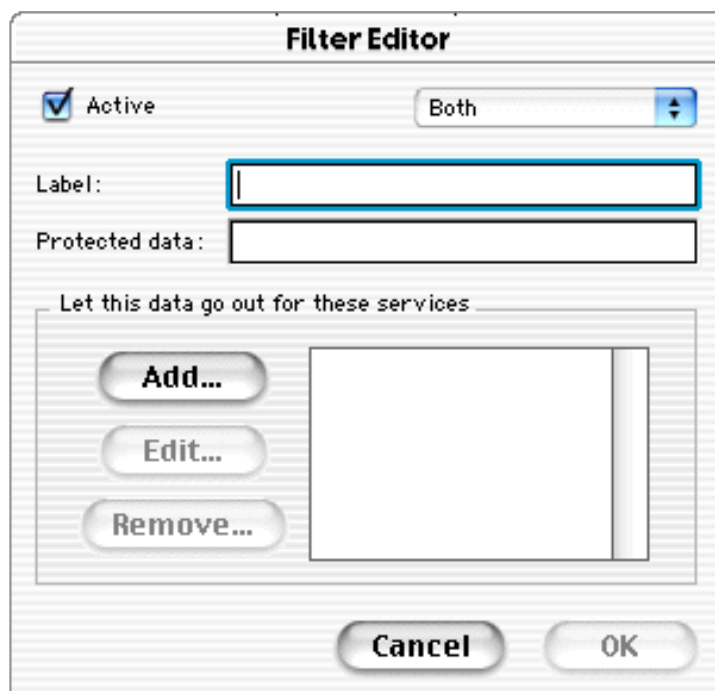 Filter Editor
Active
Both
Label:
Protected data:
Let this data go out for these services
Add...
Edit...
Remove...
Cancel
OK